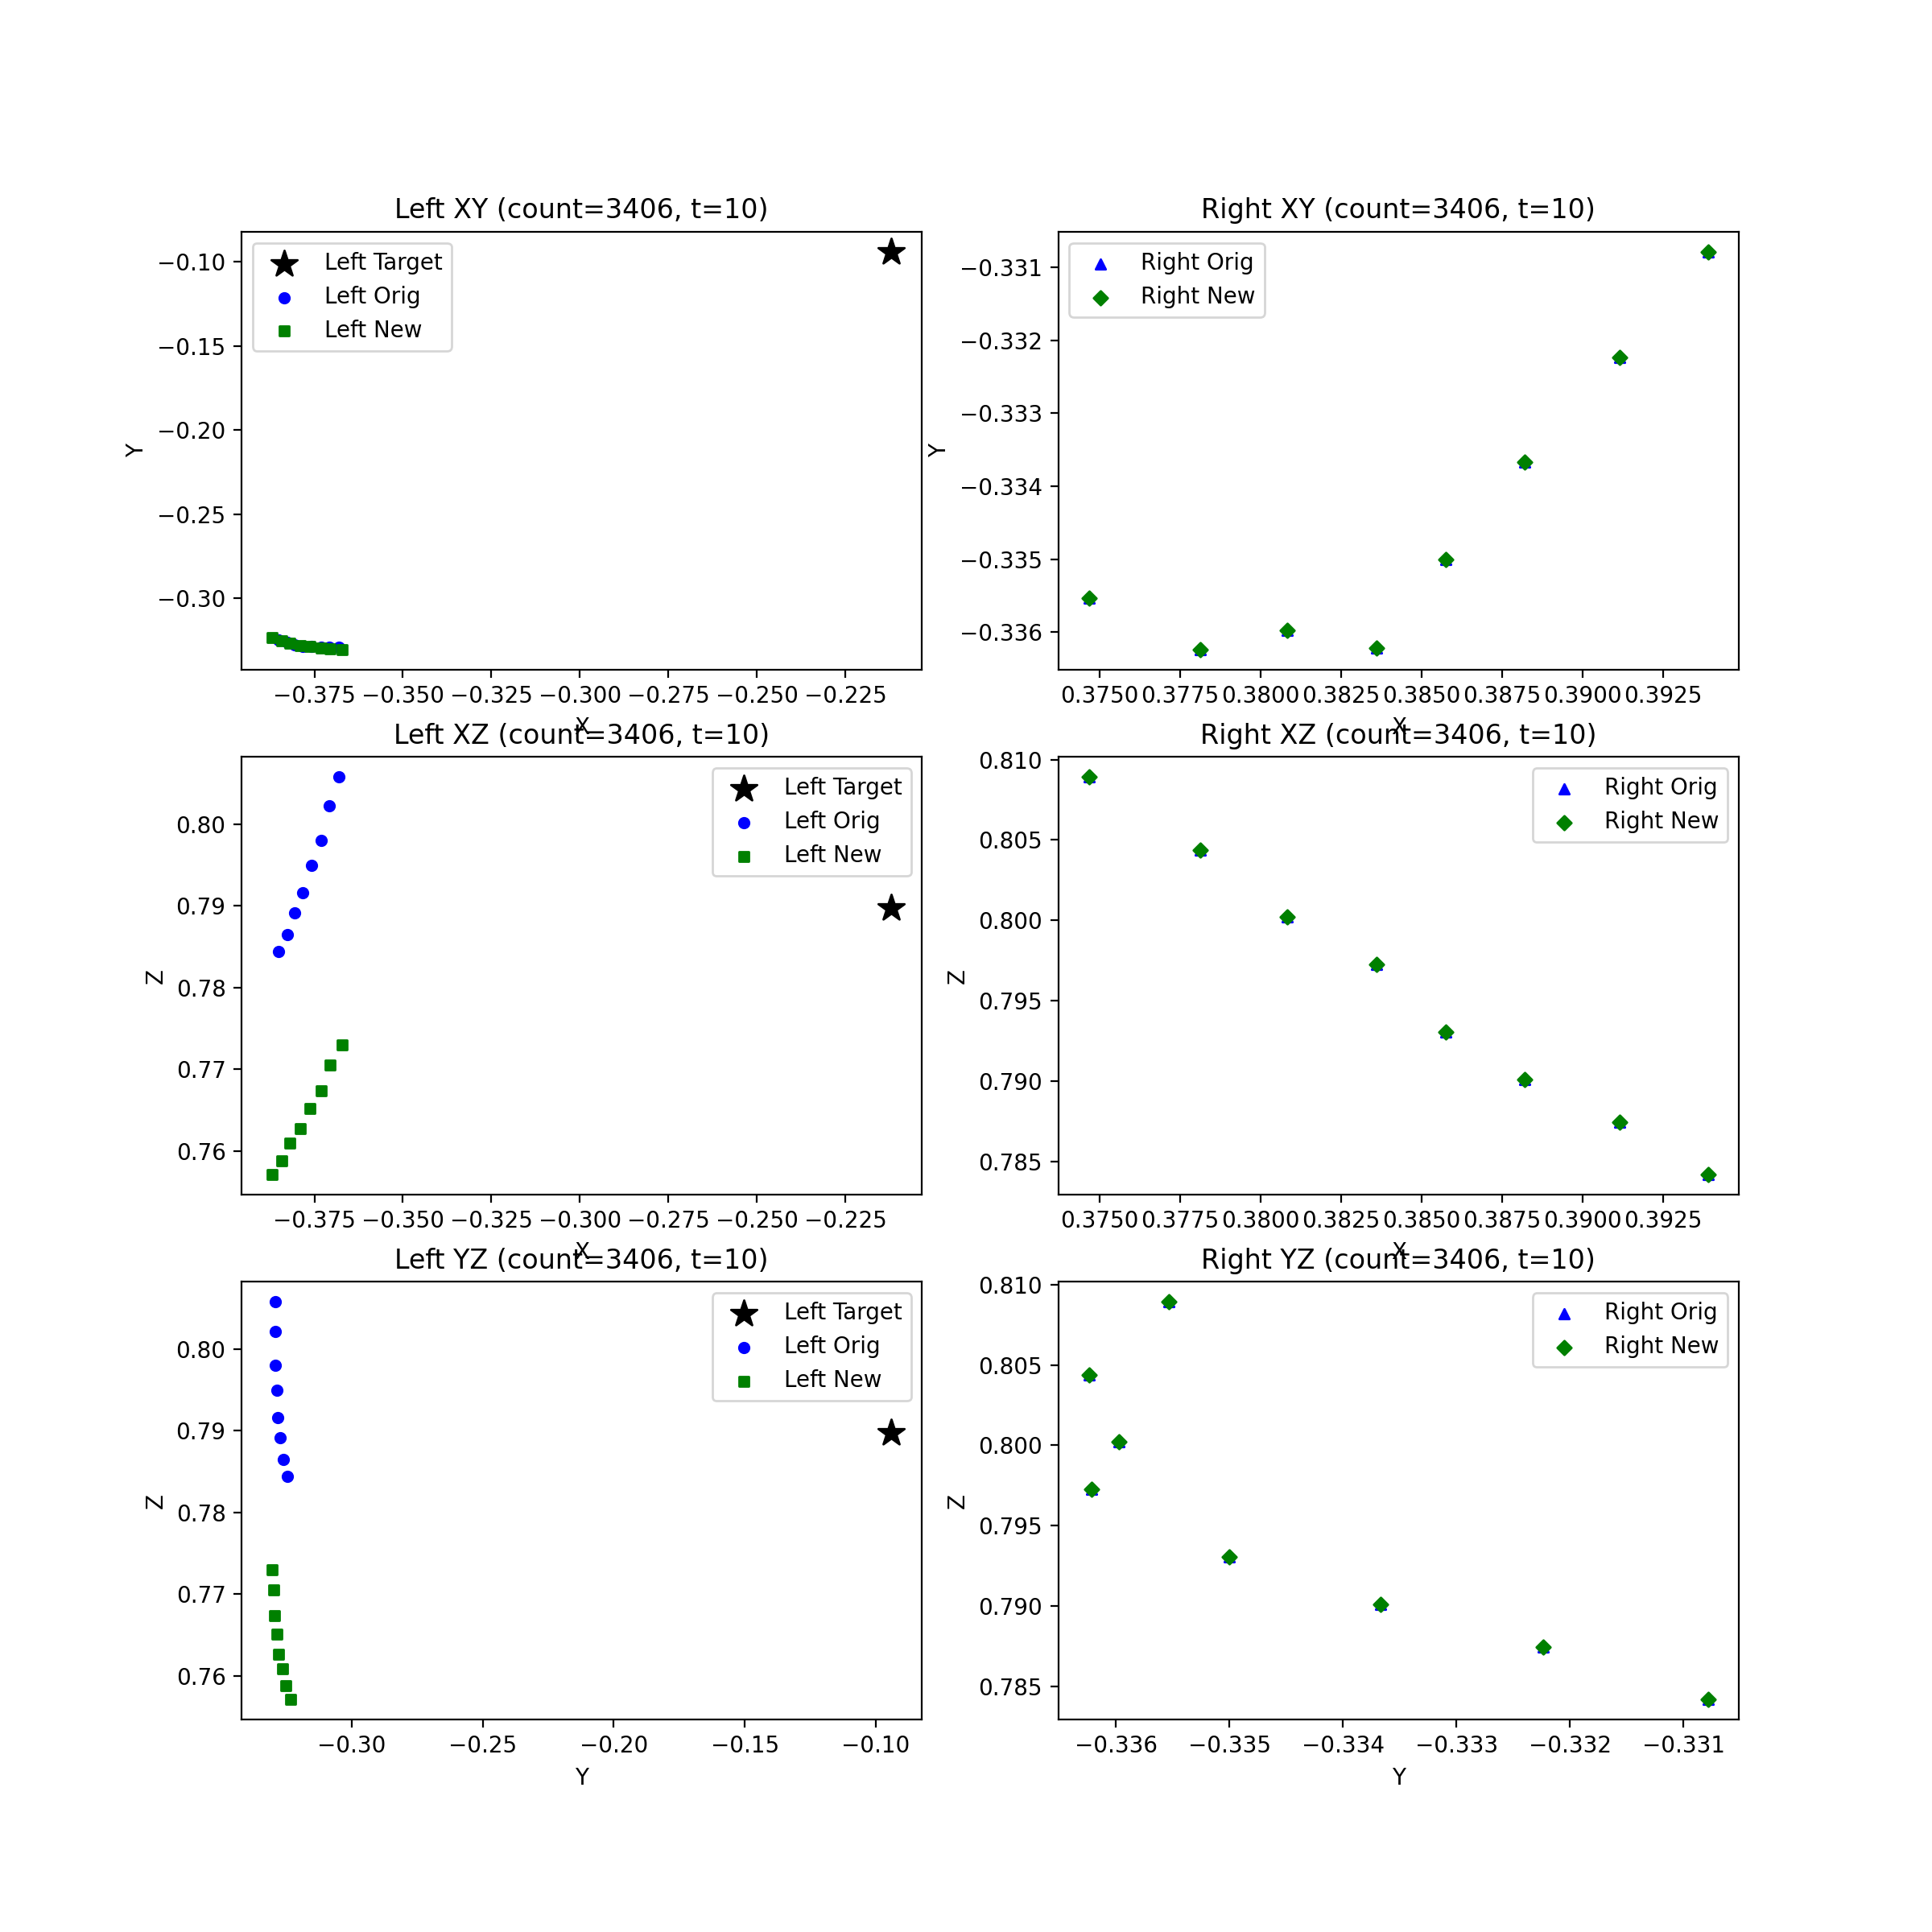 Left XY (count=3406, t=10)
Left Target
Left Orig
Left New
−0.10
−0.15
−0.20
−0.25
−0.30
Y
−0.375 −0.350 −0.325 −0.300 −0.275 −0.250 −0.225
X
Right XY (count=3406, t=10)
Right Orig
Right New
−0.331
−0.332
−0.333
−0.334
−0.335
−0.336
Y
0.3750 0.3775 0.3800 0.3825 0.3850 0.3875 0.3900 0.3925
X
Left XZ (count=3406, t=10)
Left Target
Left Orig
Left New
0.80
0.79
0.78
0.77
0.76
Z
−0.375 −0.350 −0.325 −0.300 −0.275 −0.250 −0.225
X
Right XZ (count=3406, t=10)
Right Orig
Right New
0.810
0.805
0.800
0.795
0.790
0.785
Z
0.3750 0.3775 0.3800 0.3825 0.3850 0.3875 0.3900 0.3925
X
Left YZ (count=3406, t=10)
Left Target
Left Orig
Left New
0.80
0.79
0.78
0.77
0.76
Z
−0.30 −0.25 −0.20 −0.15 −0.10
Y
Right YZ (count=3406, t=10)
Right Orig
Right New
0.810
0.805
0.800
0.795
0.790
0.785
Z
−0.336 −0.335 −0.334 −0.333 −0.332 −0.331
Y